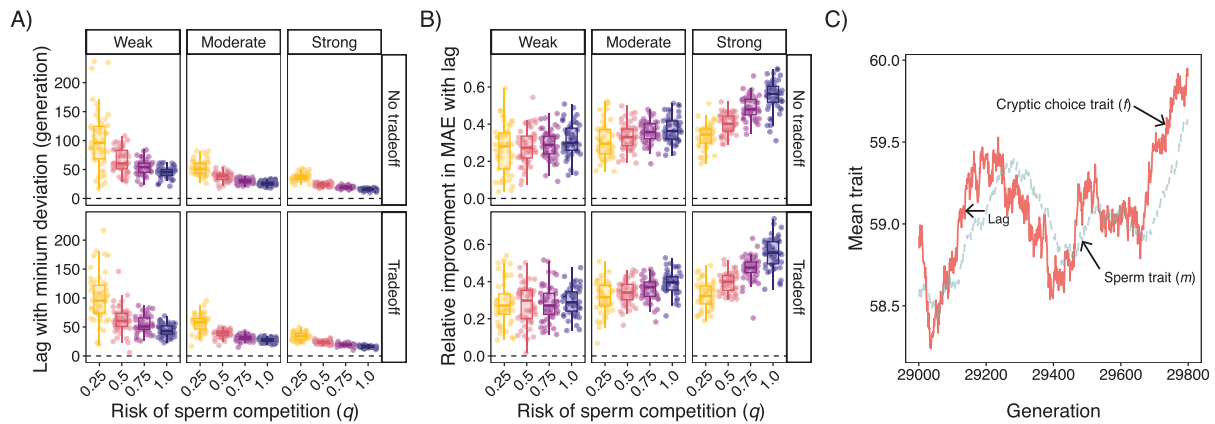 A)
Weak
Moderate
Strong
Lag with minium deviation (generation)
200
150
100
50
0
No tradeoff
200
150
100
50
0
Tradeoff
0.25
0.5
0.75
1.0
0.25
0.5
0.75
1.0
0.25
0.5
0.75
1.0
Risk of sperm competition (q)
B)
Weak
Moderate
Strong
Relative improvement in MAE with lag
0.6
0.4
0.2
0.0
No tradeoff
0.6
0.4
0.2
0.0
Tradeoff
0.25
0.5
0.75
1.0
0.25
0.5
0.75
1.0
0.25
0.5
0.75
1.0
Risk of sperm competition (q)
C)
Mean trait
60.0
59.5
59.0
58.5
Cryptic choice trait (f)
Lag
Sperm trait (m)
29000
29200
29400
29600
29800
Generation